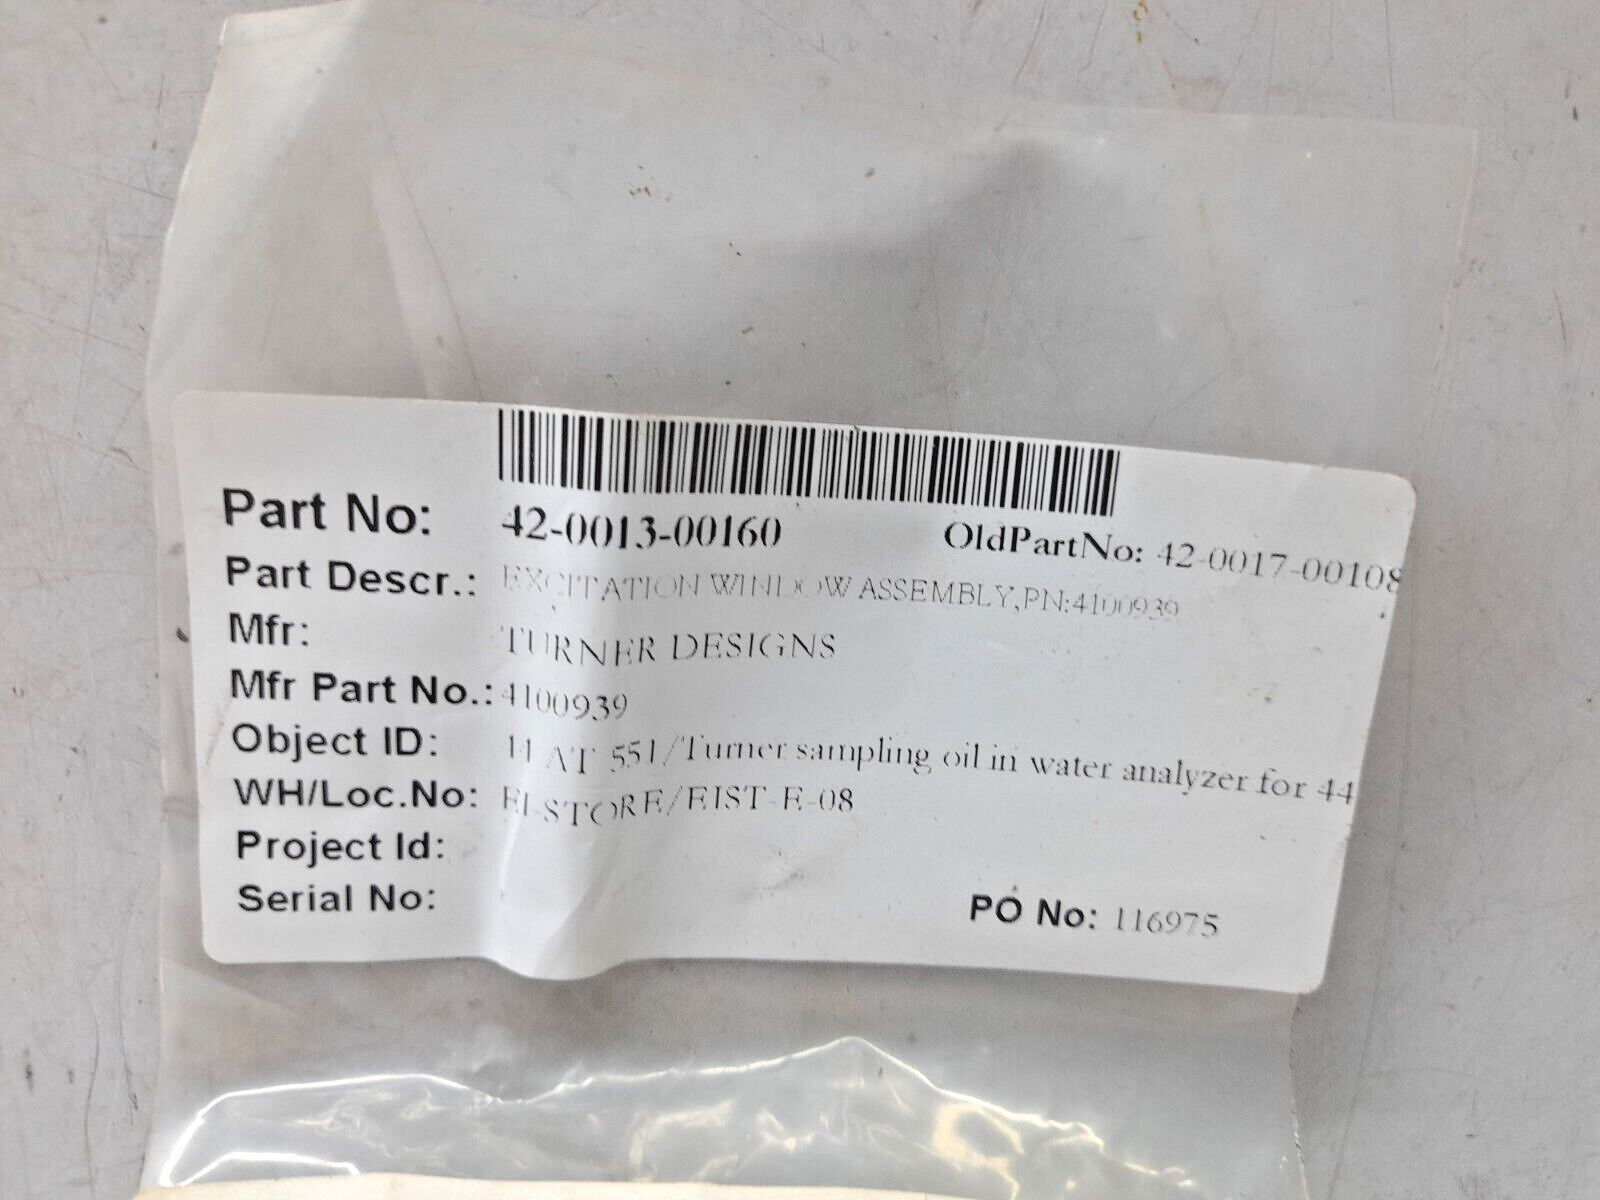 Part No: 42-0013-00160 OldPartNo: 42-0017-00108
Part Descr.: EXCITATION WINDOW ASSEMBLY,PN:4100939
Mfr: TURNER DESIGNS
Mfr Part No.: 4100939
Object ID: AT 551/Turner sampling oil in water analyzer for 44
WH/Loc.No: EI-STORE/EIST-E-08
Project Id:
Serial No: PO No: 116975